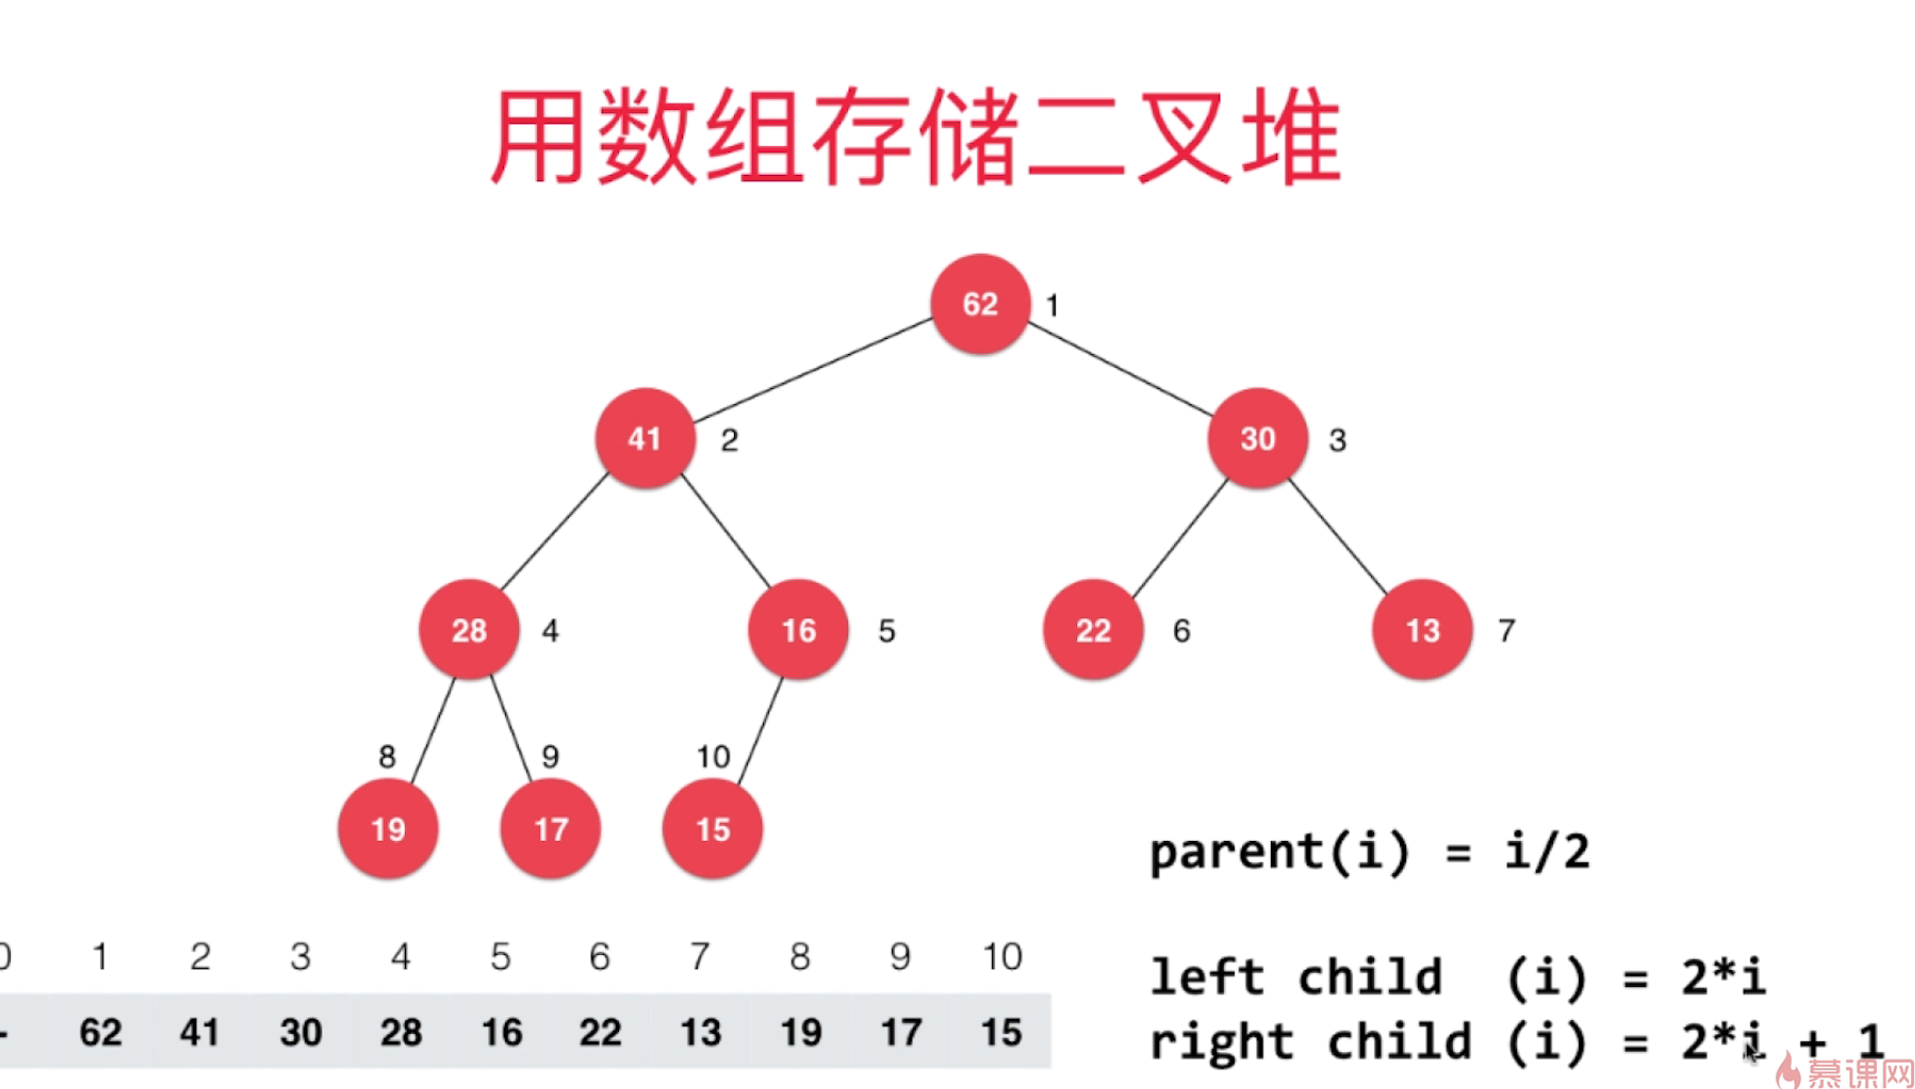 用数组存储二叉堆
62 1
41 2 30 3
28 4 16 5 22 6 13 7
8 9 10
19 17 15
parent(i) = i/2
0 1 2 3 4 5 6 7 8 9 10
- 62 41 30 28 16 22 13 19 17 15
left child (i) = 2*i
right child (i) = 2*i + 1
慕课网